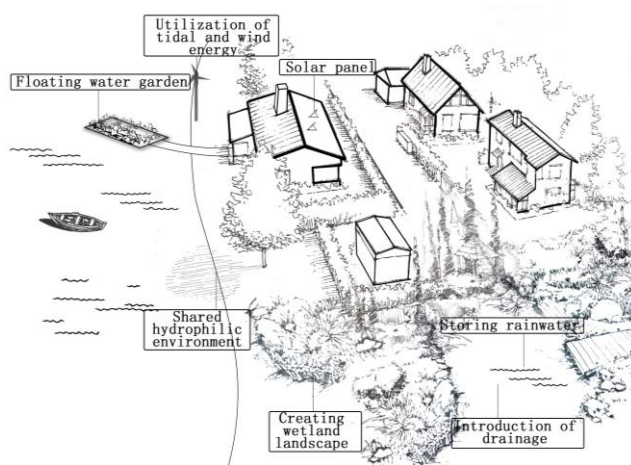 Utilization of
tidal and wind
energy
Floating water garden
Solar panel
Shared
hydrophilic
environment
Storing rainwater
Creating
wetland
landscape
Introduction of
drainage